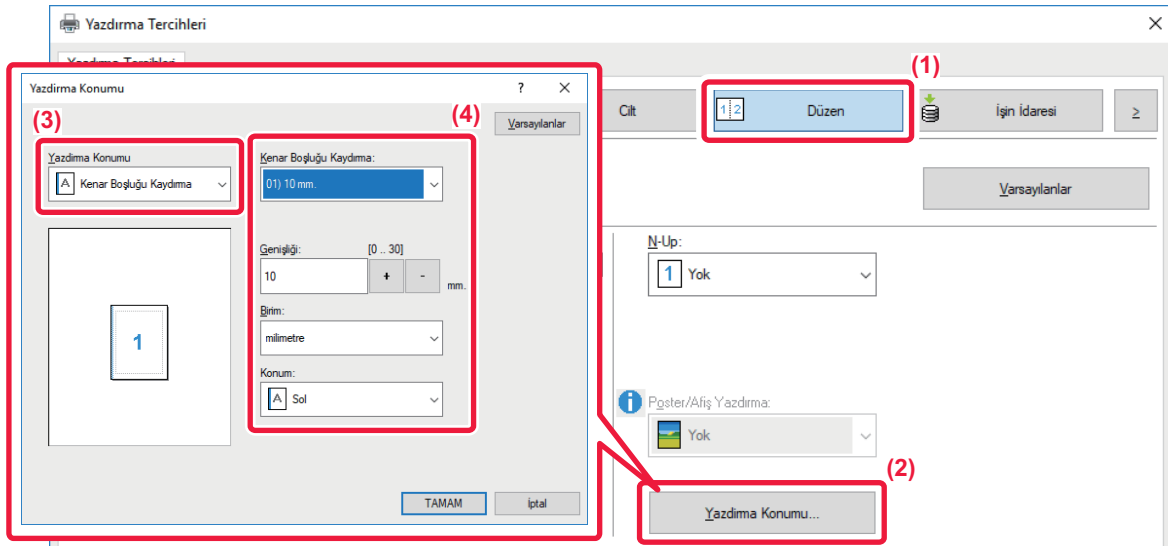 Yazdırma Tercihleri
Yazdırma Tercihleri
(1)
Cilt
1 2 Düzen
İşin İdaresi
>
Varsayılanlar
N-Up:
1 Yok
Poster/Afiş Yazdırma:
Yok
(2)
Yazdırma Konumu...
Yazdirma Konumu
?
(3)
(4)
Varsayılanlar
Yazdırma Konumu
A Kenar Boşluğu Kaydırma
Kenar Boşluğu Kaydırma:
01) 10 mm.
Genişliği: [0 .. 30]
10 + - mm.
Birim:
milimetre
Konum:
A Sol
1
TAMAM
İptal